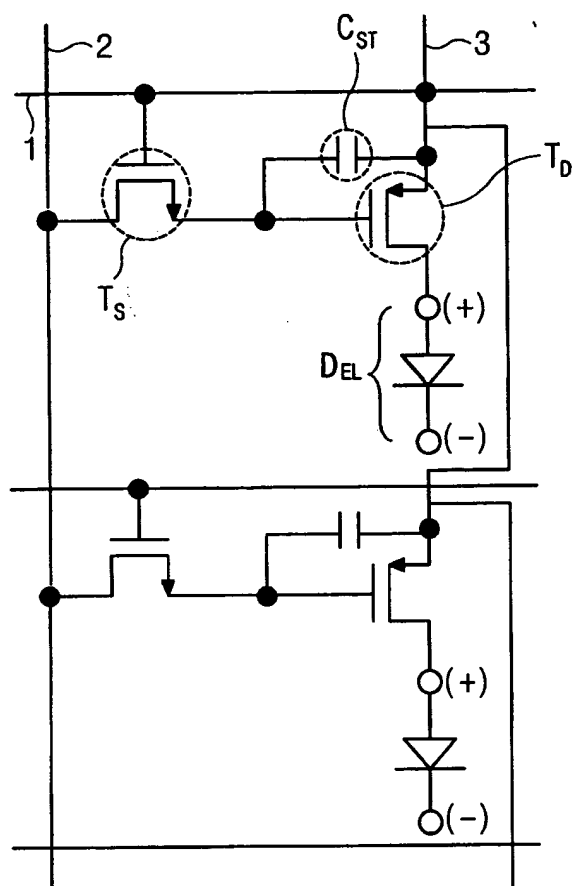 2
C_ST
3
1
T_D
T_S
(+)
D_EL
(-)
(+)
(-)